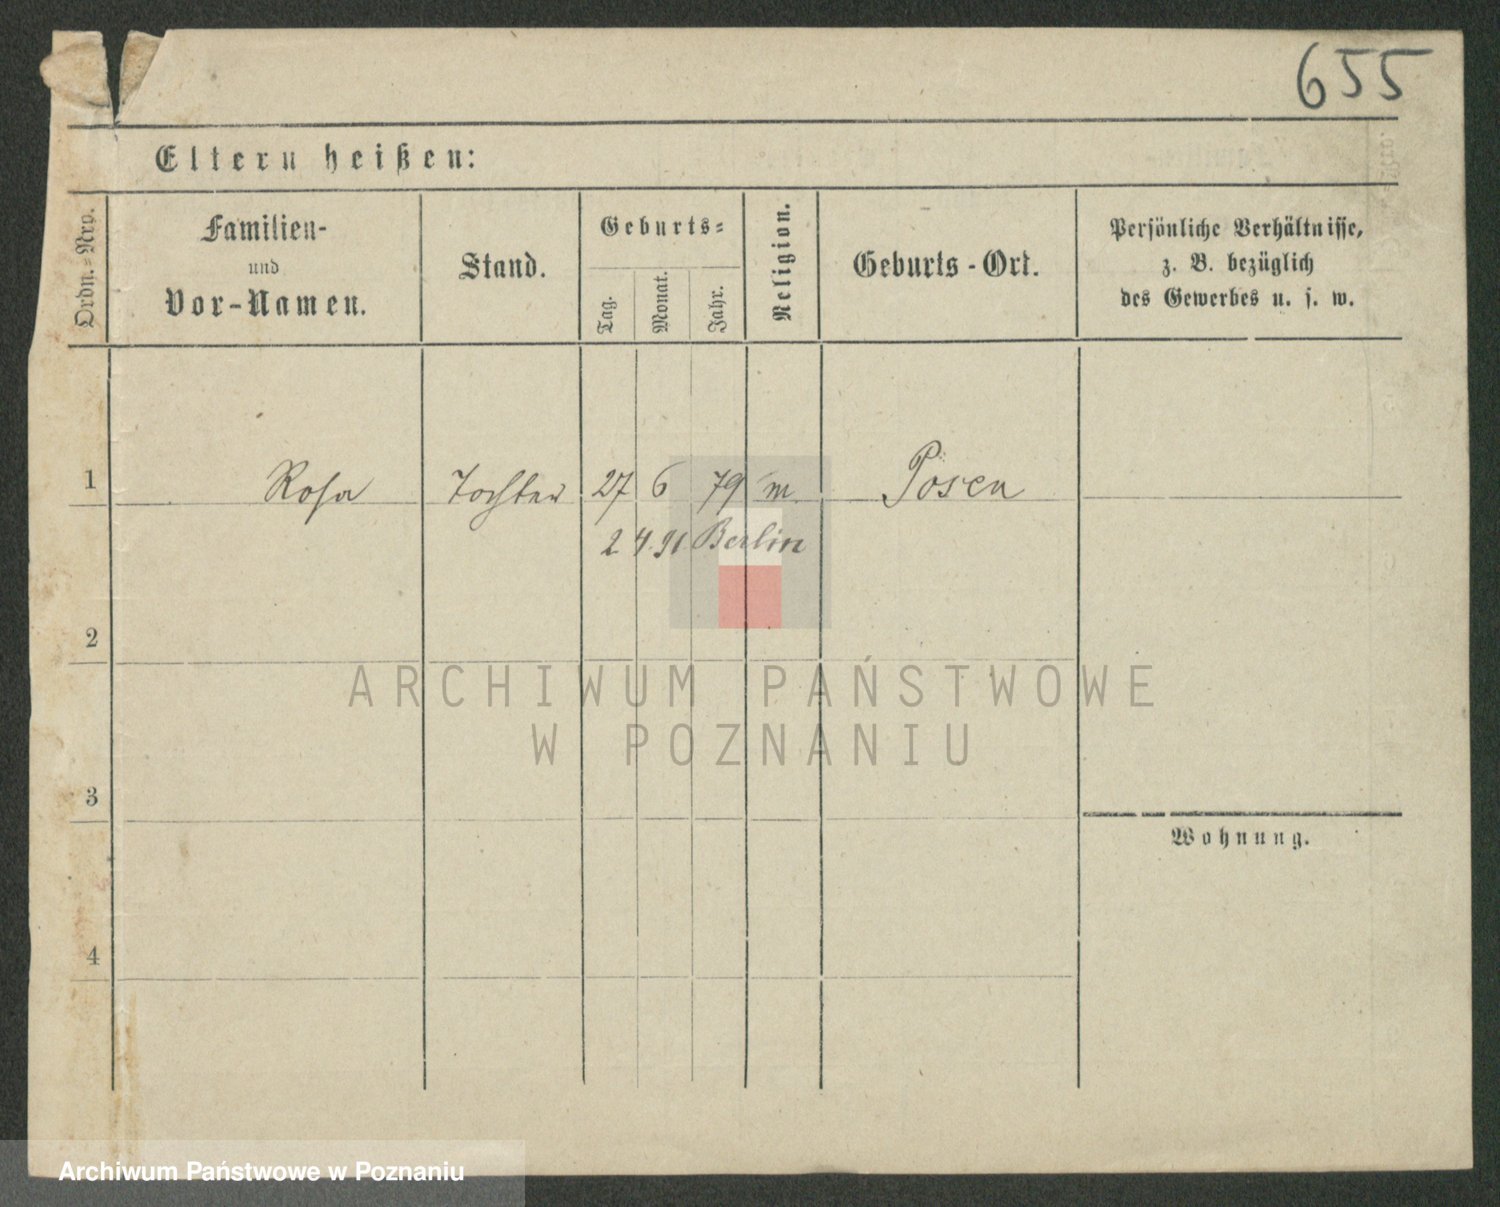 655
Eltern heißen:
Ordn.-Nro.
Familien-
und
Vor-Namen.
Stand.
Geburts-
Tag.
Monat.
Jahr.
Religion.
Geburts-Ort.
Persönliche Verhältnisse,
z. B. bezüglich
des Gewerbes u. s. w.
1 Rosa Tochter 27 6 79 m. Posen
2 4. 91 Berlin
2
ARCHIWUM PAŃSTWOWE
W POZNANIU
3
Wohnung.
4
Archiwum Państwowe w Poznaniu